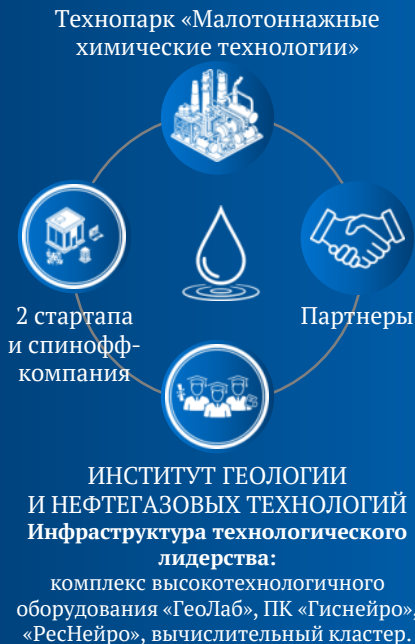 Технопарк «Малотоннажные
химические технологии»
2 стартапа
и спинофф-
компания
Партнеры
ИНСТИТУТ ГЕОЛОГИИ
И НЕФТЕГАЗОВЫХ ТЕХНОЛОГИЙ
Инфраструктура технологического
лидерства:
комплекс высокотехнологичного
оборудования «ГеоЛаб», ПК «Гиснейро»,
«РесНейро», вычислительный кластер.